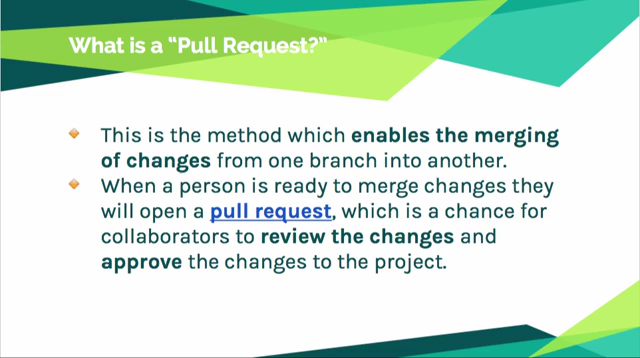 What is a “Pull Request?”
This is the method which enables the merging
of changes from one branch into another.
When a person is ready to merge changes they
will open a pull request, which is a chance for
collaborators to review the changes and
approve the changes to the project.